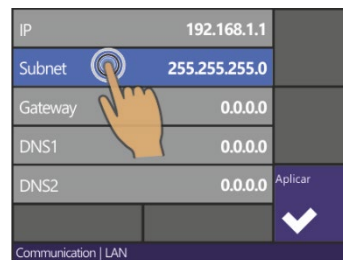 IP 192.168.1.1
Subnet 255.255.255.0
Gateway 0.0.0.0
DNS1 0.0.0.0
DNS2 0.0.0.0
Aplicar
Communication | LAN